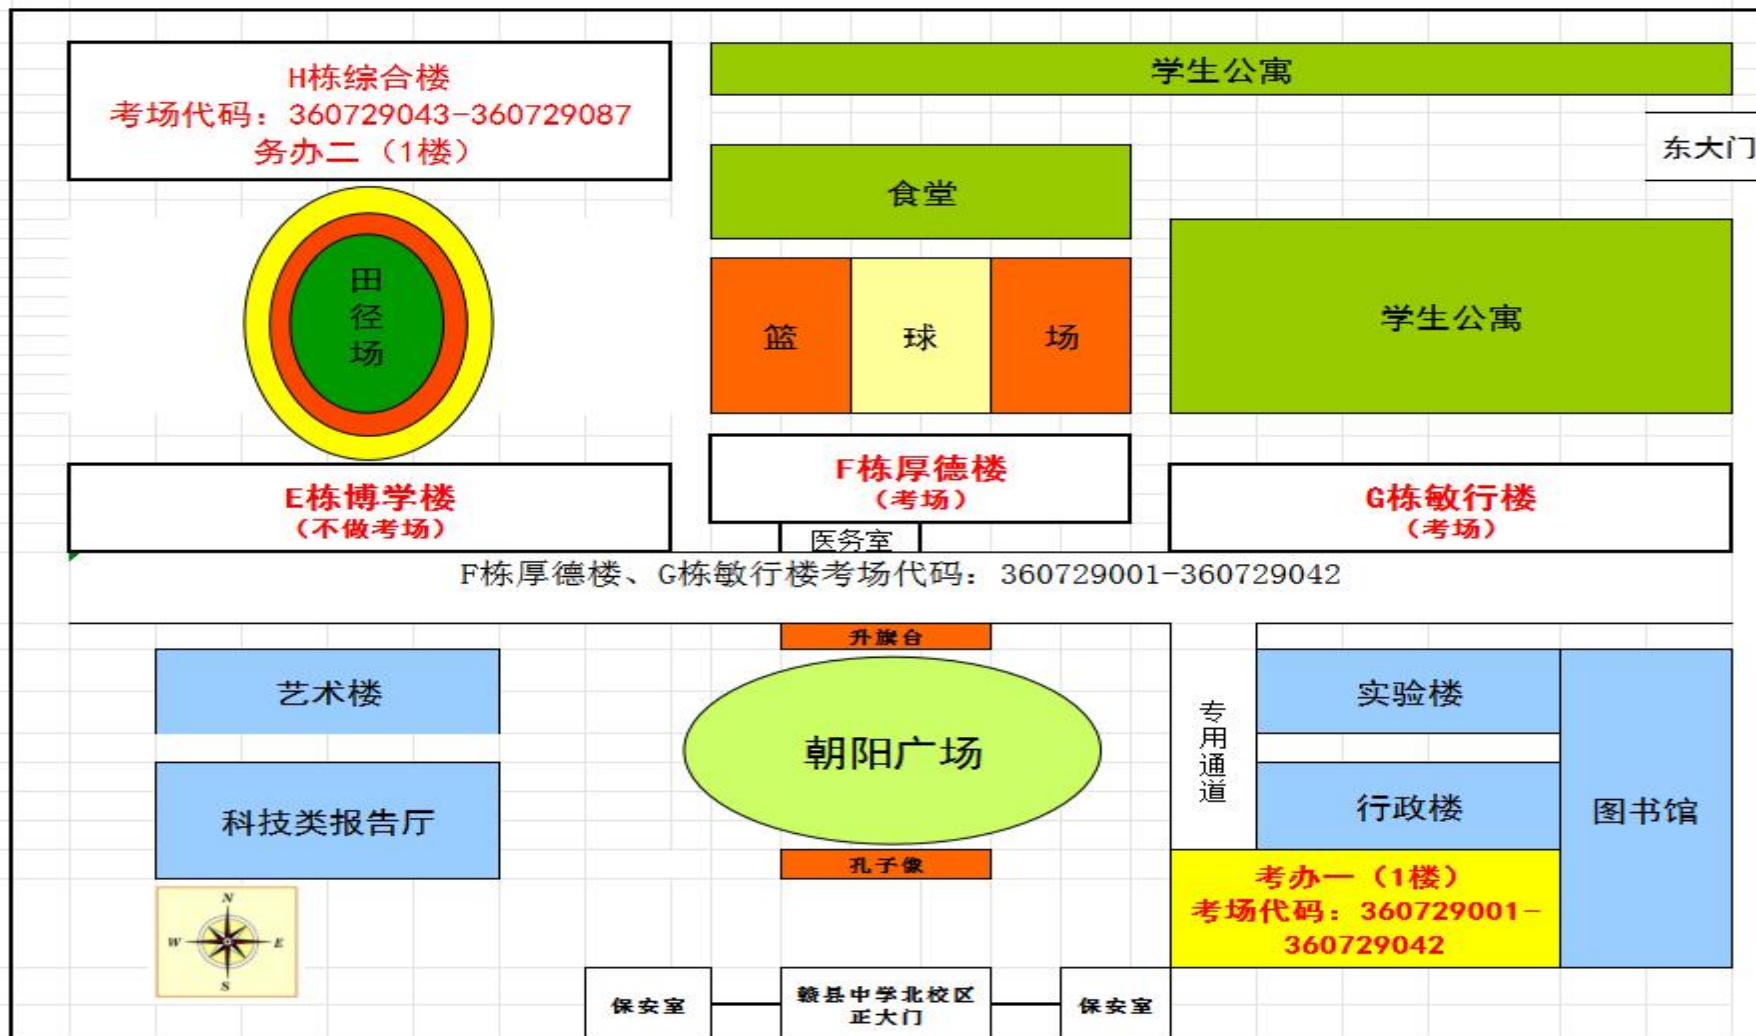 H栋综合楼
考场代码：360729043-360729087
务办二（1楼）
学生公寓
东大门
食堂
田
径
场
篮 球 场
学生公寓
E栋博学楼
（不做考场）
F栋厚德楼
（考场）
G栋敏行楼
（考场）
医务室
F栋厚德楼、G栋敏行楼考场代码：360729001-360729042
升旗台
艺术楼
朝阳广场
专
用
通
道
实验楼
科技类报告厅
行政楼
图书馆
孔子像
考办一（1楼）
考场代码：360729001-
360729042
N
W E
S
保安室
赣县中学北校区
正大门
保安室